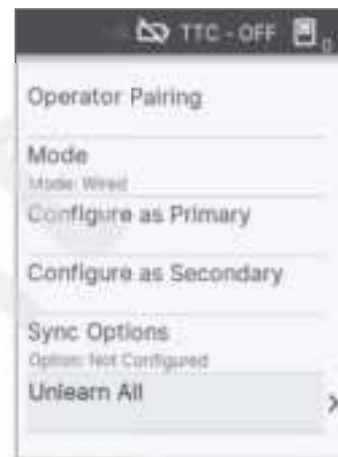 TTC - OFF
0
Operator Pairing
Mode
Mode: Wired
Configure as Primary
Configure as Secondary
Sync Options
Option: Not Configured
Unlearn All